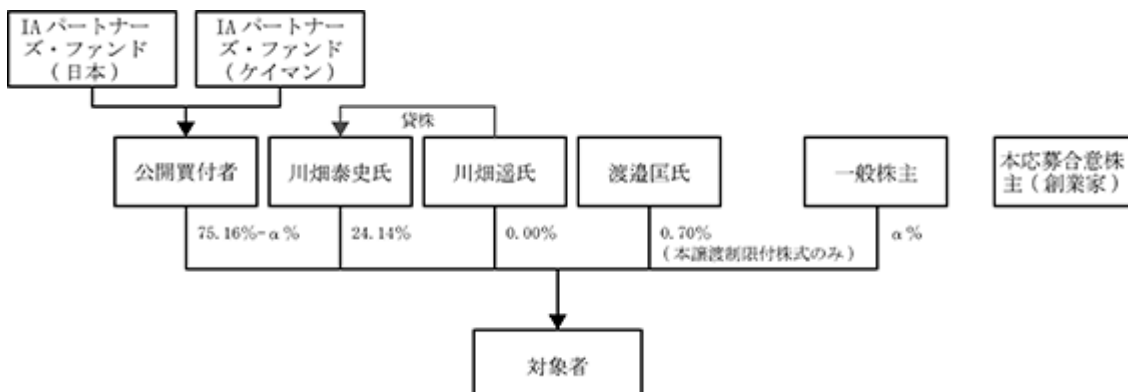 IA パートナー
ズ・ファンド
(日本)
IA パートナー
ズ・ファンド
(ケイマン)
貸株
公開買付者
川畑泰史氏
川畑遥氏
渡邉匡氏
一般株主
本応募合意株
主(創業家)
75.16%-α%
24.14%
0.00%
0.70%
(本譲渡制限付株式のみ)
α%
対象者